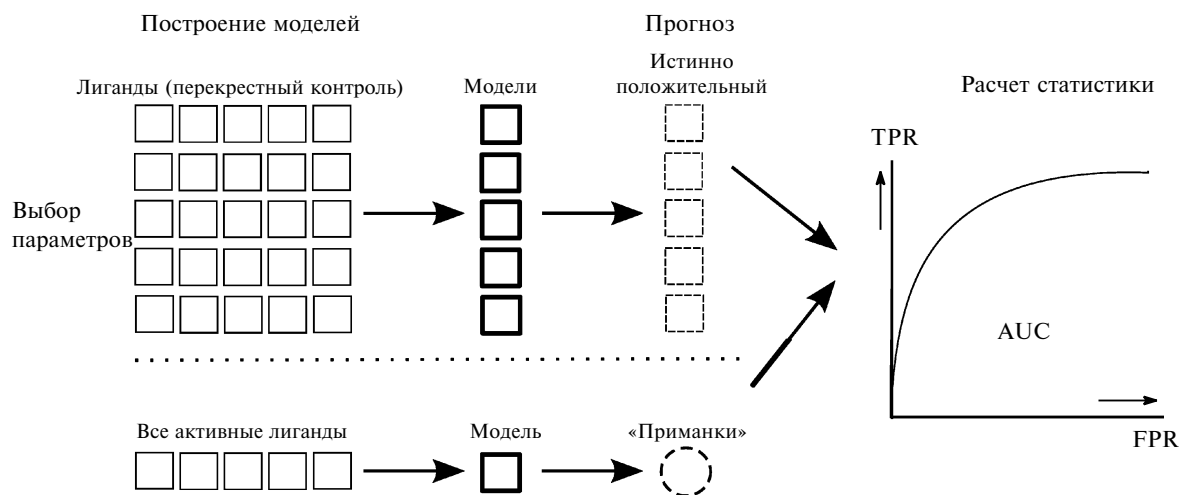 Построение моделей
Прогноз
Лиганды (перекрестный контроль)
Модели
Истинно
положительный
Расчет статистики
Выбор
параметров
TPR
AUC
FPR
Все активные лиганды
Модель
«Приманки»